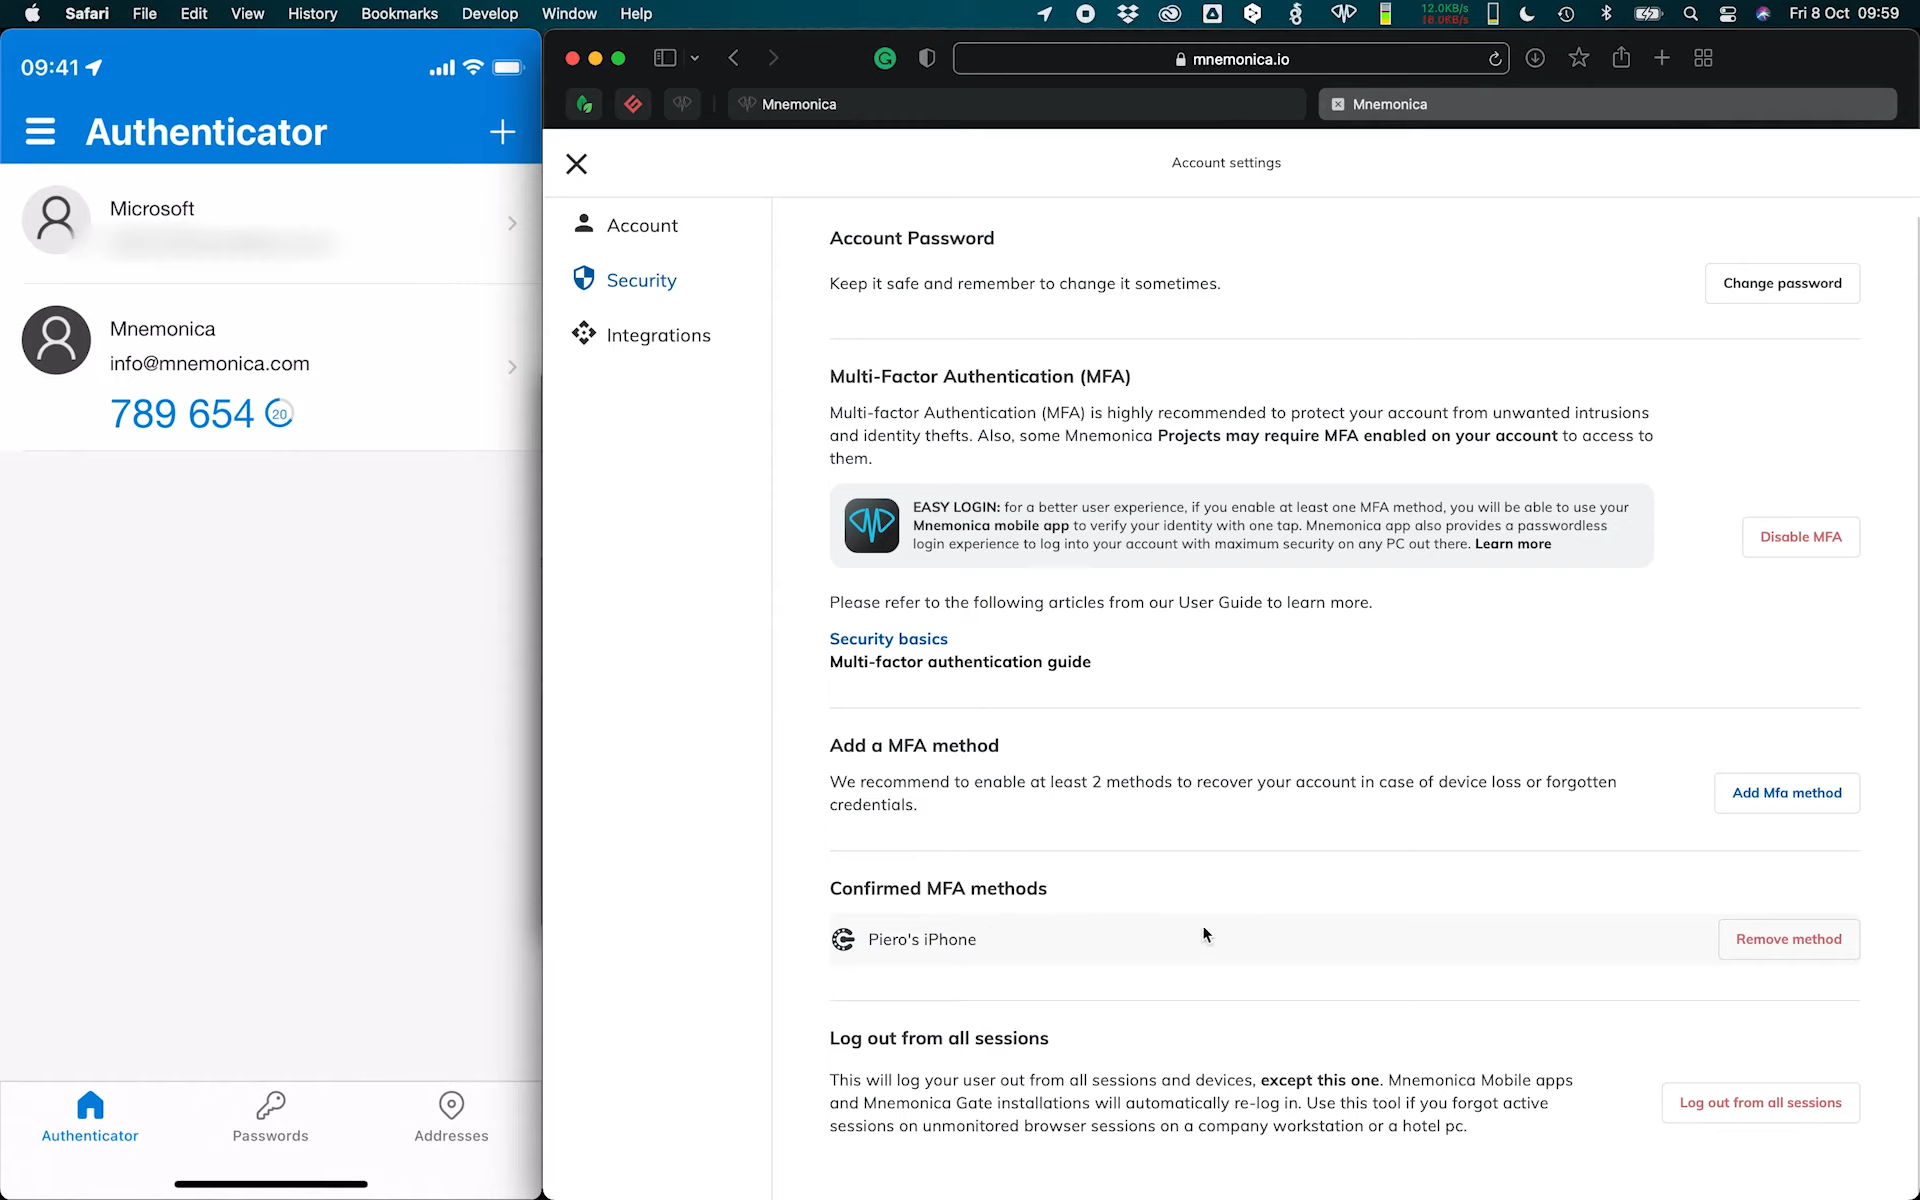 Safari File Edit View History Bookmarks Develop Window Help
12.0KB/s
18.0KB/s
Fri 8 Oct 09:59
09:41
Authenticator
Microsoft
Mnemonica
info@mnemonica.com
789 654 20
Authenticator
Passwords
Addresses
mnemonica.io
Mnemonica
Mnemonica
Account settings
Account
Security
Integrations
Account Password
Keep it safe and remember to change it sometimes.
Change password
Multi-Factor Authentication (MFA)
Multi-factor Authentication (MFA) is highly recommended to protect your account from unwanted intrusions
and identity thefts. Also, some Mnemonica Projects may require MFA enabled on your account to access to
them.
EASY LOGIN: for a better user experience, if you enable at least one MFA method, you will be able to use your
Mnemonica mobile app to verify your identity with one tap. Mnemonica app also provides a passwordless
login experience to log into your account with maximum security on any PC out there. Learn more
Disable MFA
Please refer to the following articles from our User Guide to learn more.
Security basics
Multi-factor authentication guide
Add a MFA method
We recommend to enable at least 2 methods to recover your account in case of device loss or forgotten
credentials.
Add Mfa method
Confirmed MFA methods
Piero's iPhone
Remove method
Log out from all sessions
This will log your user out from all sessions and devices, except this one. Mnemonica Mobile apps
and Mnemonica Gate installations will automatically re-log in. Use this tool if you forgot active
sessions on unmonitored browser sessions on a company workstation or a hotel pc.
Log out from all sessions